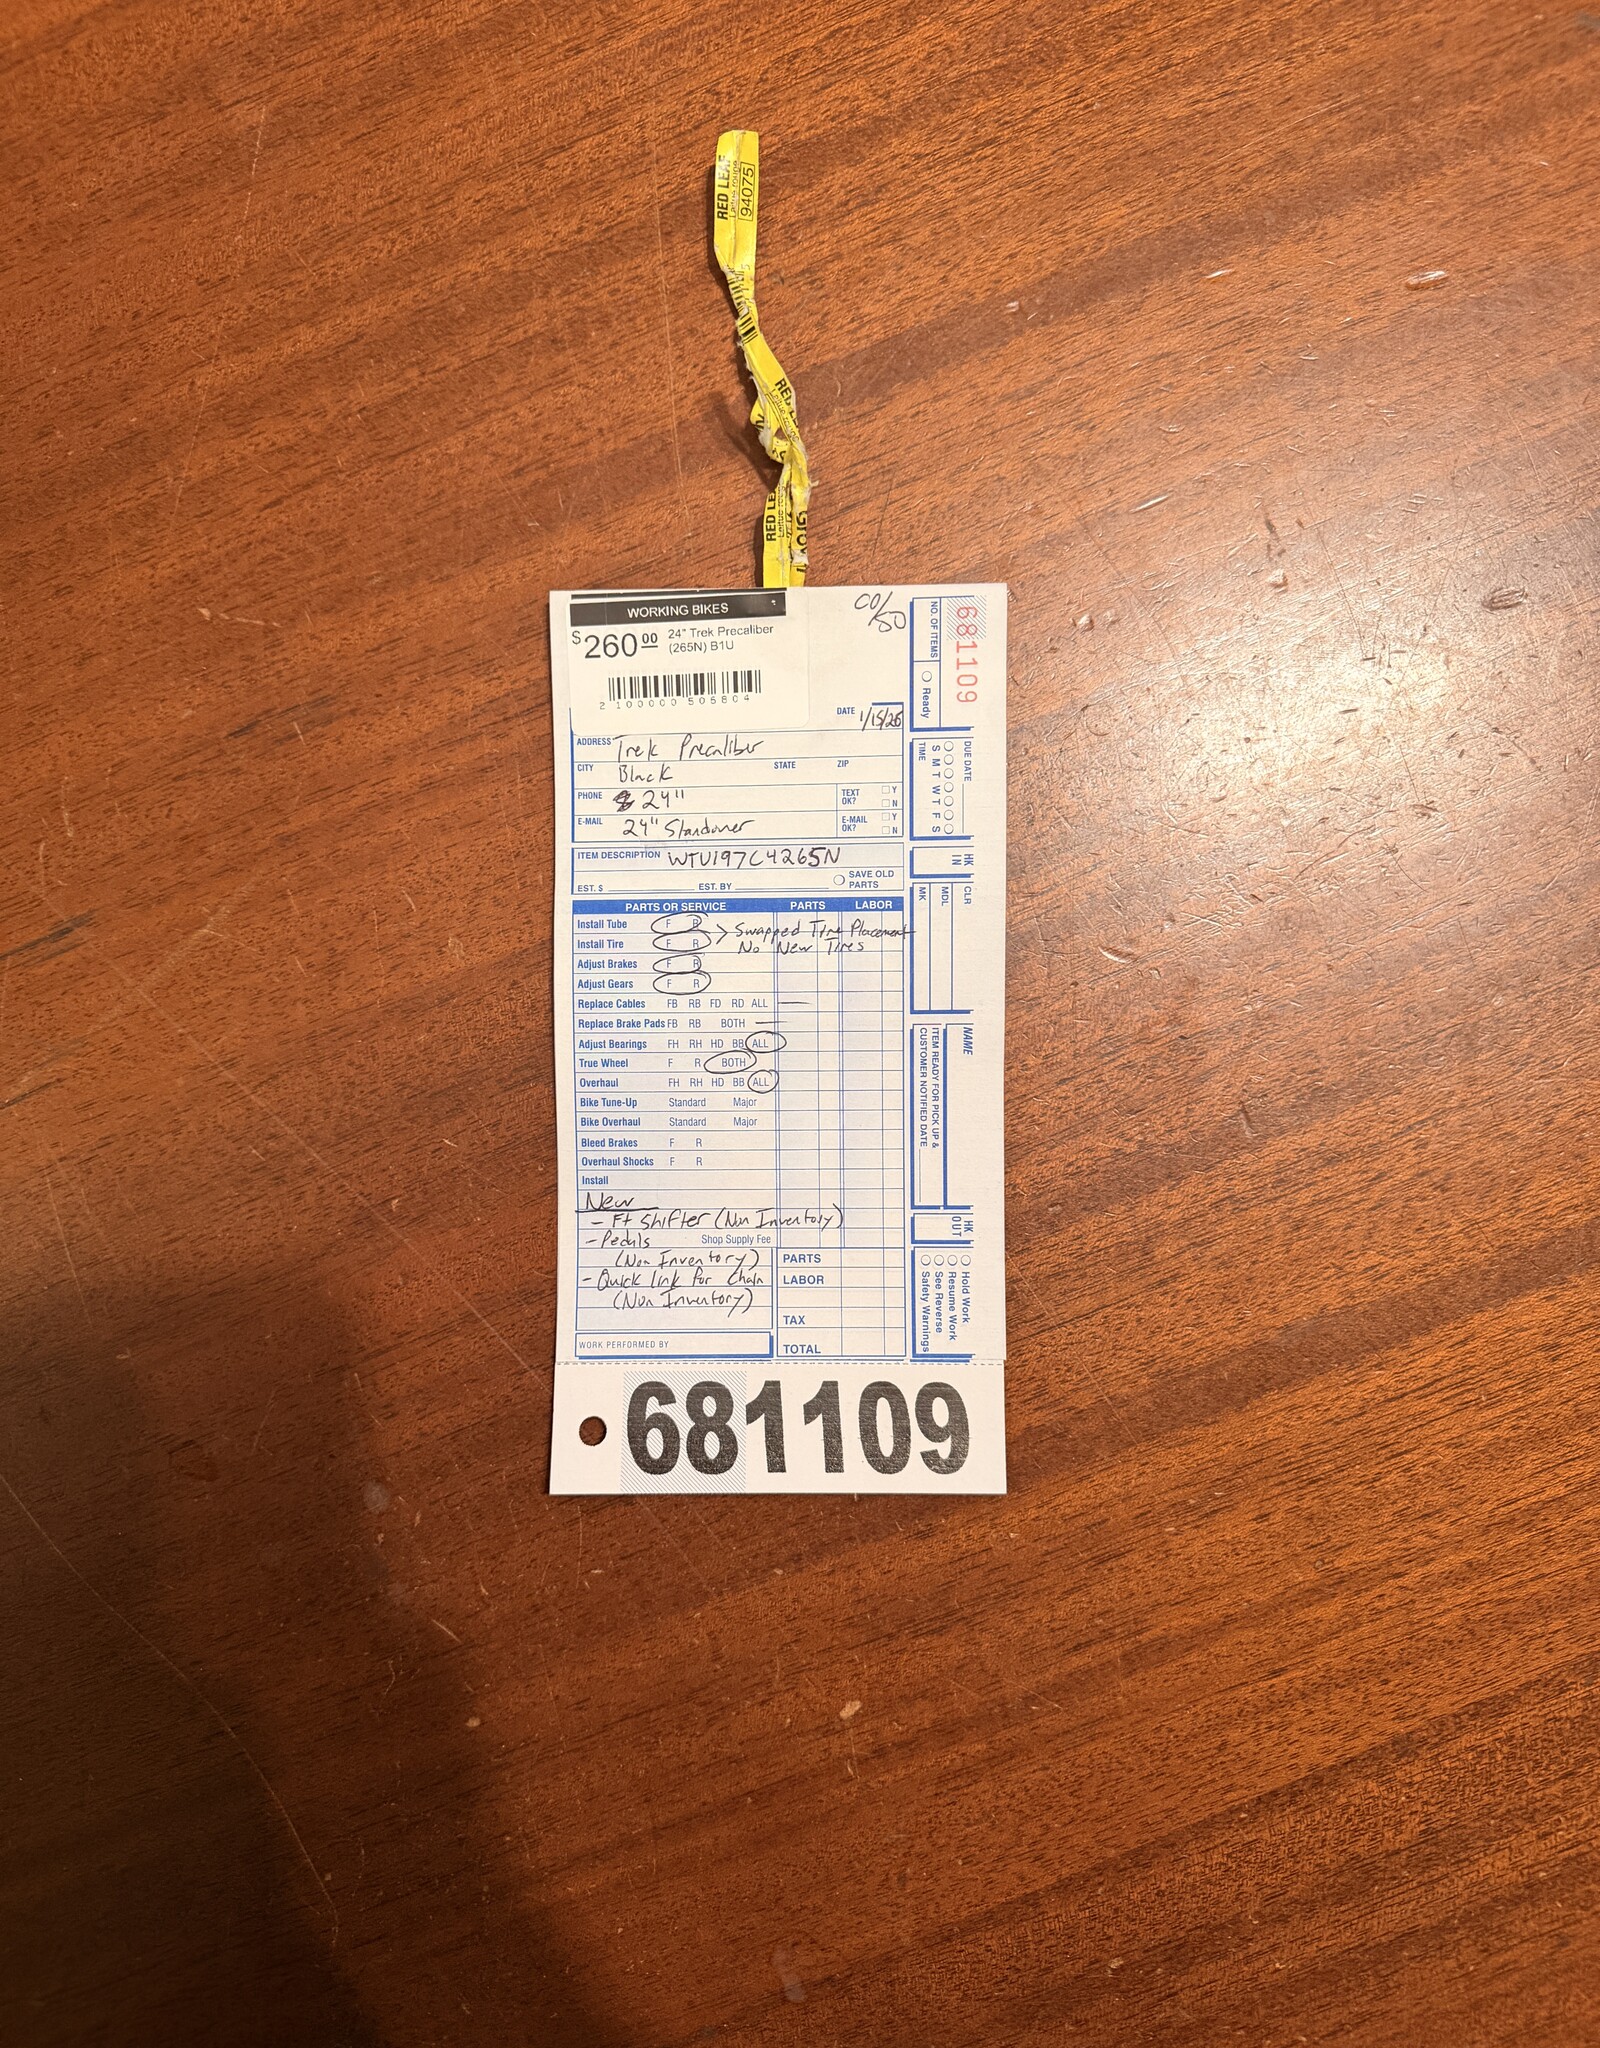 RED LEAF
94075
RED LE
WORKING BIKES
$260.00 24" Trek Precaliber
(265N) B1U
2 100000 505804
CO/
SO
DATE 1/15/26
ADDRESS Trek Precaliber
CITY Black STATE ZIP
PHONE 24" TEXT OK? Y N
E-MAIL 24" Standover E-MAIL OK? Y N
ITEM DESCRIPTION WTU197C4265N
EST. $ EST. BY SAVE OLD PARTS
PARTS OR SERVICE PARTS LABOR
Install Tube F R
Install Tire F R
> Swapped Tire Placement
No New Tires
Adjust Brakes F R
Adjust Gears F R
Replace Cables FB RB FD RD ALL —
Replace Brake Pads FB RB BOTH —
Adjust Bearings FH RH HD BB ALL
True Wheel F R BOTH
Overhaul FH RH HD BB ALL
Bike Tune-Up Standard Major
Bike Overhaul Standard Major
Bleed Brakes F R
Overhaul Shocks F R
Install
New
- Ft Shifter (Non Inventory)
- Pedals Shop Supply Fee
(Non Inventory) PARTS
- Quick link for Chain LABOR
(Non Inventory)
TAX
WORK PERFORMED BY TOTAL
681109
NO. OF ITEMS
Ready
DUE DATE
S M T W T F S
TIME
HK IN
CLR
MDL
MK
NAME
ITEM READY FOR PICK UP &
CUSTOMER NOTIFIED DATE
HK OUT
Hold Work
Resume Work
See Reverse
Safety Warnings
681109